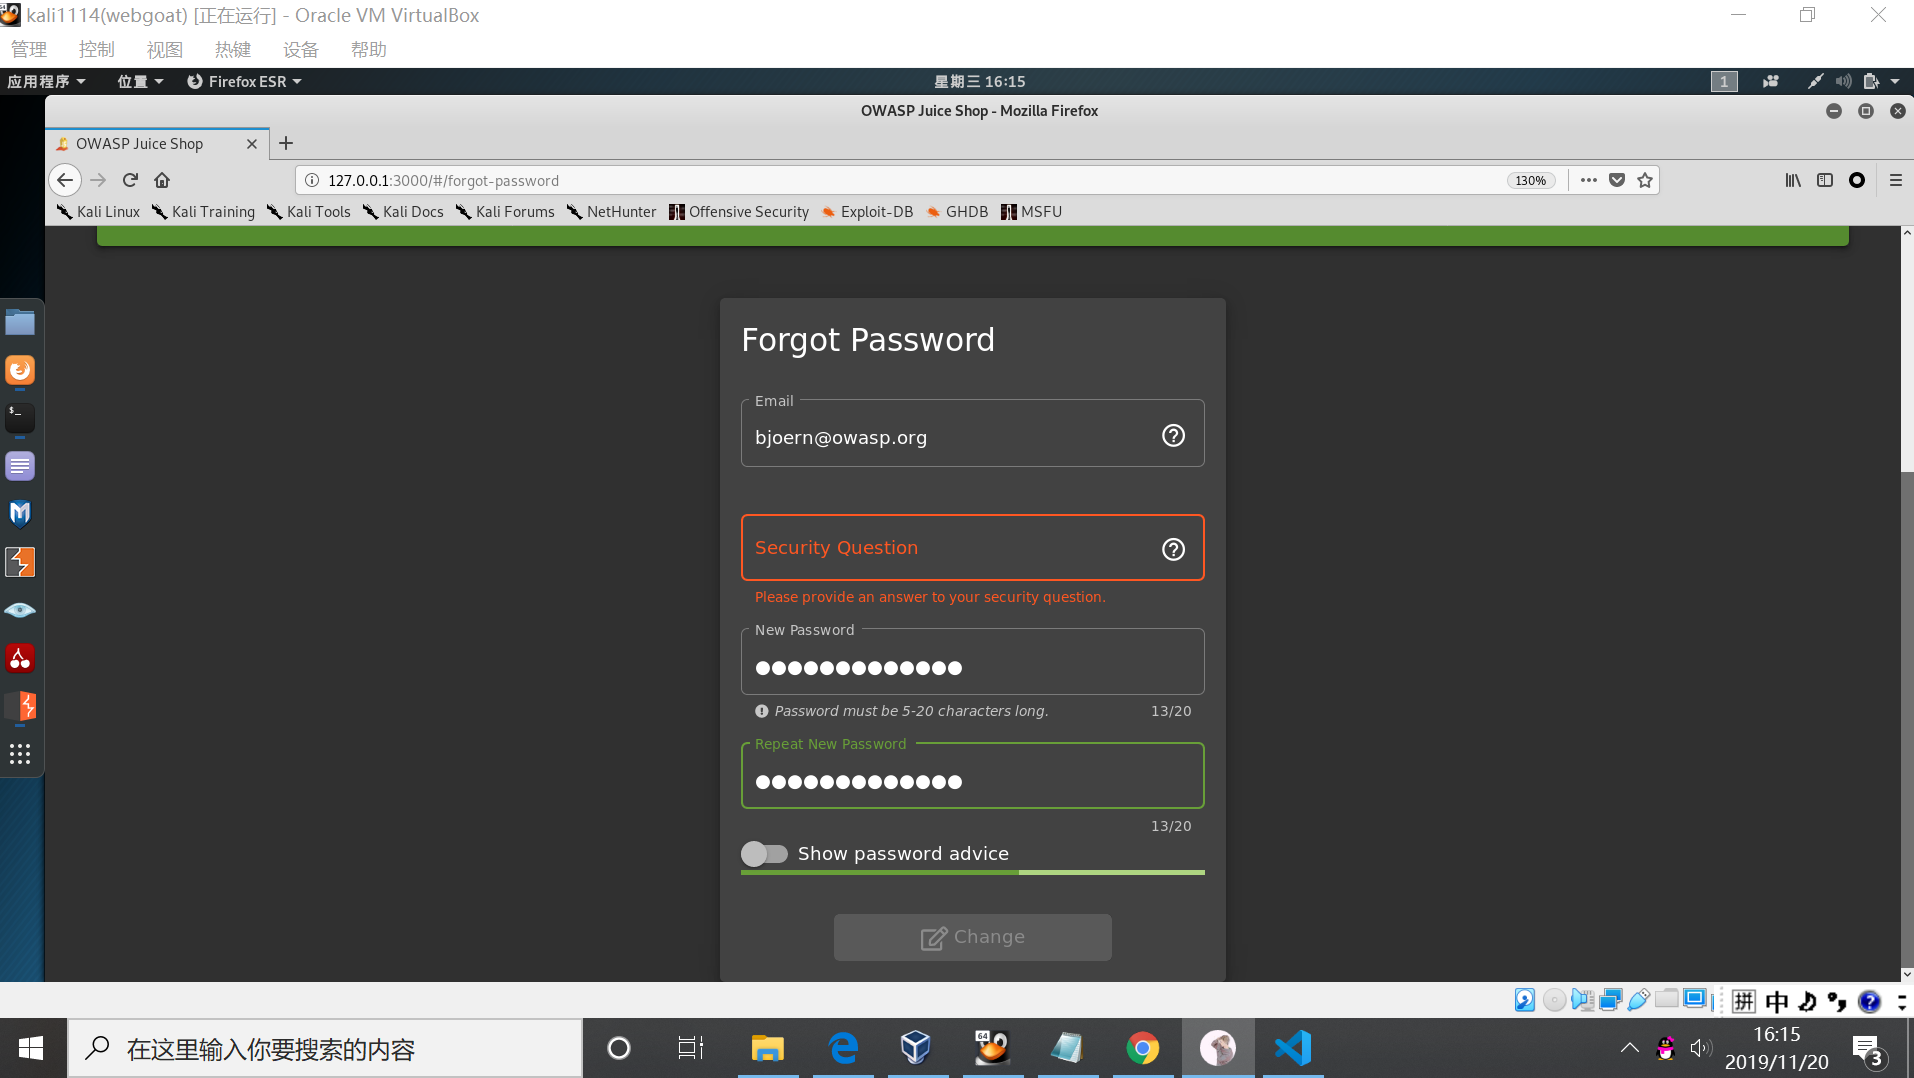 kali1114(webgoat) [正在运行] - Oracle VM VirtualBox
管理 控制 视图 热键 设备 帮助
应用程序 位置 Firefox ESR 星期三 16:15 1
OWASP Juice Shop - Mozilla Firefox
OWASP Juice Shop
127.0.0.1:3000/#/forgot-password 130%
Kali Linux Kali Training Kali Tools Kali Docs Kali Forums NetHunter Offensive Security Exploit-DB GHDB MSFU
Forgot Password
Email
bjoern@owasp.org
Security Question
Please provide an answer to your security question.
New Password
●●●●●●●●●●●●●
Password must be 5-20 characters long. 13/20
Repeat New Password
●●●●●●●●●●●●●
13/20
Show password advice
Change
拼 中
在这里输入你要搜索的内容
64
16:15
2019/11/20
3